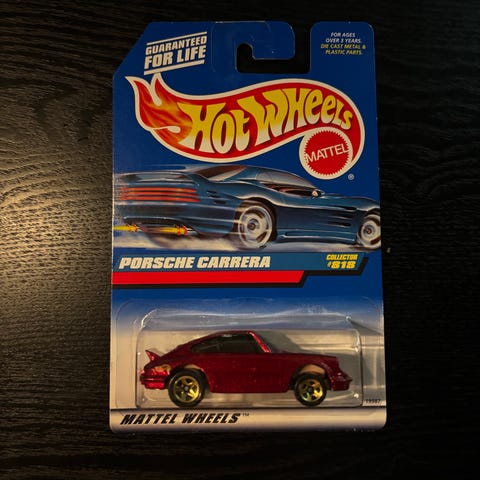 GUARANTEED
FOR LIFE
FOR AGES
OVER 3 YEARS.
DIE CAST METAL &
PLASTIC PARTS.
HOT WHEELS
MATTEL
®
PORSCHE CARRERA
COLLECTOR
#818
MATTEL WHEELS™